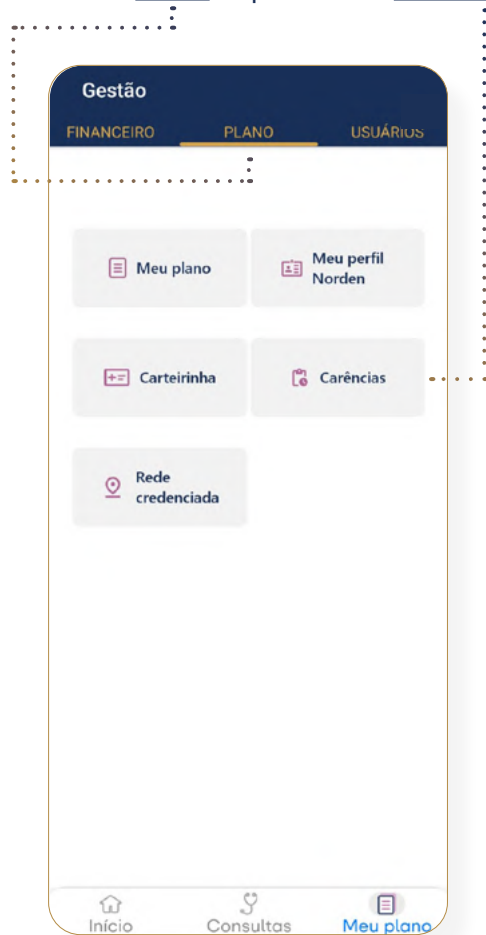 Gestão
FINANCEIRO PLANO USUÁRIOS
Meu plano
Meu perfil
Norden
Carteirinha
Carências
Rede
credenciada
Início Consultas Meu plano